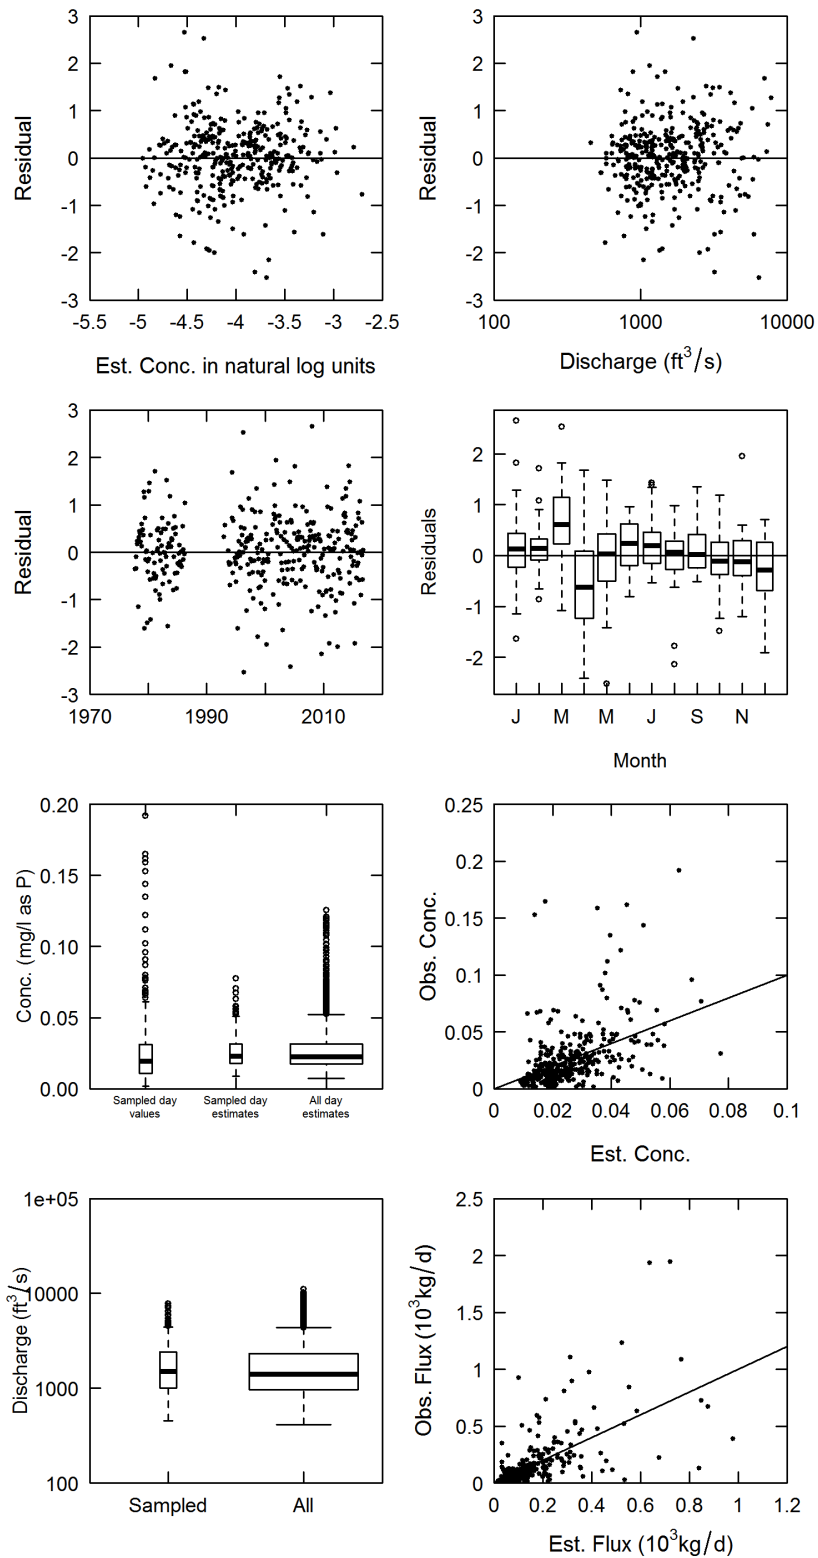 3
2
1
0
-1
-2
-3
Residual
-5.5 -5 -4.5 -4 -3.5 -3 -2.5
Est. Conc. in natural log units
3
2
1
0
-1
-2
-3
Residual
100 1000 10000
Discharge (ft³/s)
3
2
1
0
-1
-2
-3
Residual
1970 1990 2010
2
1
0
-1
-2
Residuals
J M M J S N
Month
0.20
0.15
0.10
0.05
0.00
Conc. (mg/l as P)
Sampled day Sampled day All day
values estimates estimates
0.25
0.2
0.15
0.1
0.05
0
Obs. Conc.
0 0.02 0.04 0.06 0.08 0.1
Est. Conc.
1e+05
10000
1000
100
Discharge (ft³/s)
Sampled All
2.5
2
1.5
1
0.5
0
Obs. Flux (10³kg/d)
0 0.2 0.4 0.6 0.8 1 1.2
Est. Flux (10³kg/d)